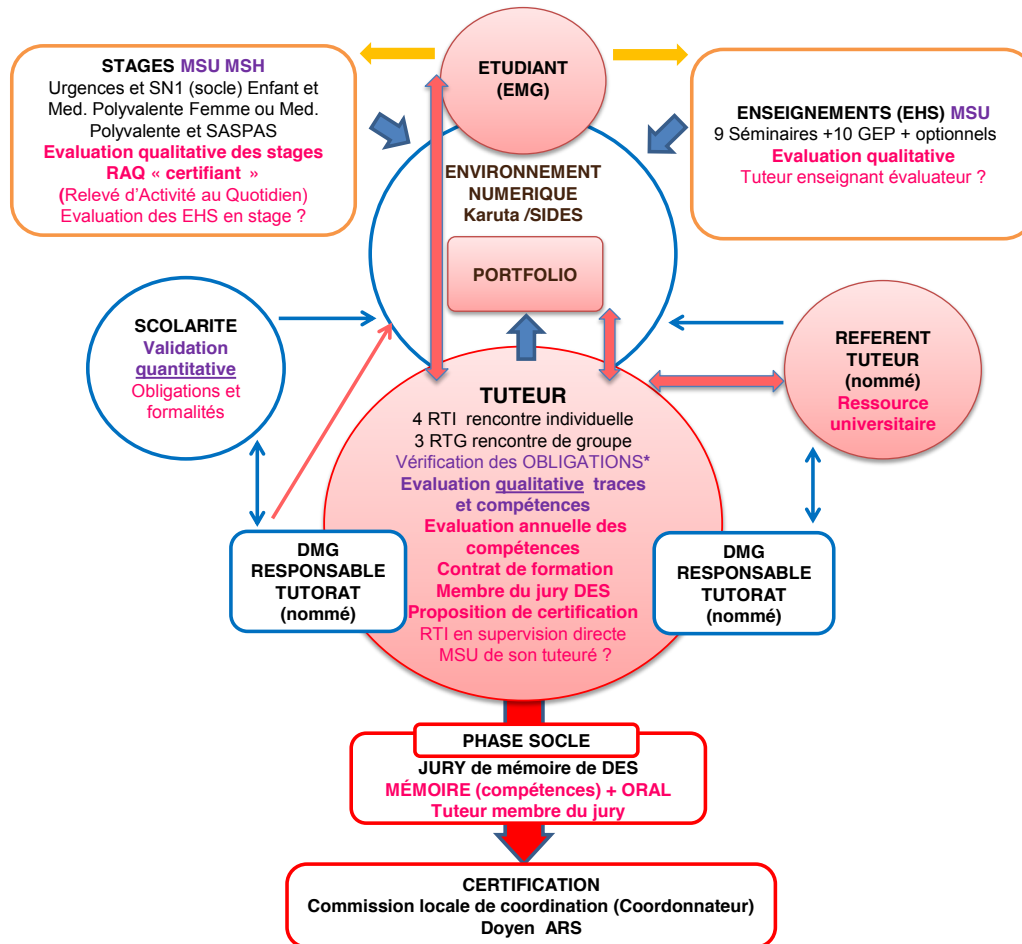 STAGES MSU MSH
Urgences et SN1 (socle) Enfant et
Med. Polyvalente Femme ou Med.
Polyvalente et SASPAS
Evaluation qualitative des stages
RAQ « certifiant »
(Relevé d'Activité au Quotidien)
Evaluation des EHS en stage ?
ETUDIANT
(EMG)
ENSEIGNEMENTS (EHS) MSU
9 Séminaires +10 GEP + optionnels
Evaluation qualitative
Tuteur enseignant évaluateur ?
ENVIRONNEMENT
NUMERIQUE
Karuta /SIDES
PORTFOLIO
SCOLARITE
Validation
quantitative
Obligations et
formalités
REFERENT
TUTEUR
(nommé)
Ressource
universitaire
TUTEUR
4 RTI rencontre individuelle
3 RTG rencontre de groupe
Vérification des OBLIGATIONS*
Evaluation qualitative traces
et compétences
Evaluation annuelle des
compétences
Contrat de formation
Membre du jury DES
Proposition de certification
RTI en supervision directe
MSU de son tuteuré ?
DMG
RESPONSABLE
TUTORAT
(nommé)
DMG
RESPONSABLE
TUTORAT
(nommé)
PHASE SOCLE
JURY de mémoire de DES
MÉMOIRE (compétences) + ORAL
Tuteur membre du jury
CERTIFICATION
Commission locale de coordination (Coordonnateur)
Doyen ARS